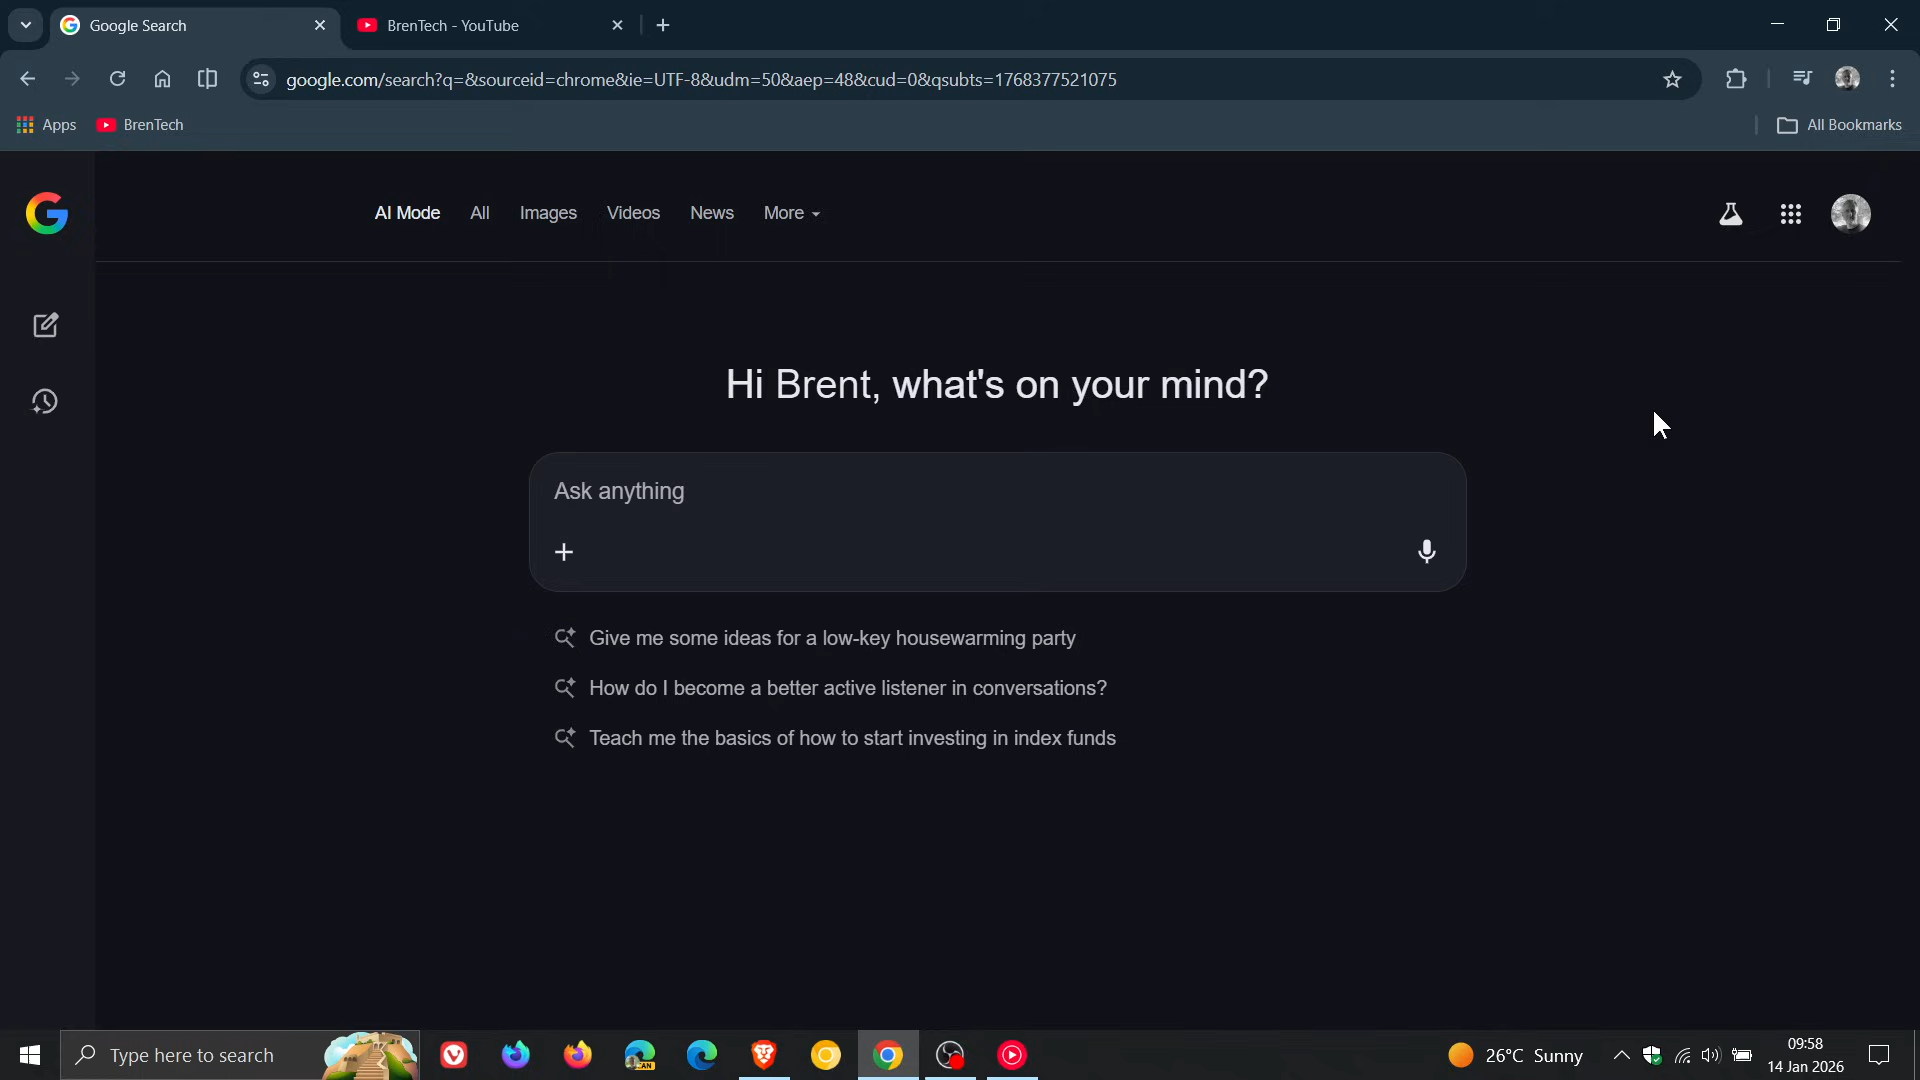 Google Search
BrenTech - YouTube
google.com/search?q=&sourceid=chrome&ie=UTF-8&udm=50&aep=48&cud=0&qsubts=1768377521075
Apps
BrenTech
All Bookmarks
AI Mode
All
Images
Videos
News
More
Hi Brent, what's on your mind?
Ask anything
Give me some ideas for a low-key housewarming party
How do I become a better active listener in conversations?
Teach me the basics of how to start investing in index funds
Type here to search
CAN
26°C Sunny
09:58
14 Jan 2026